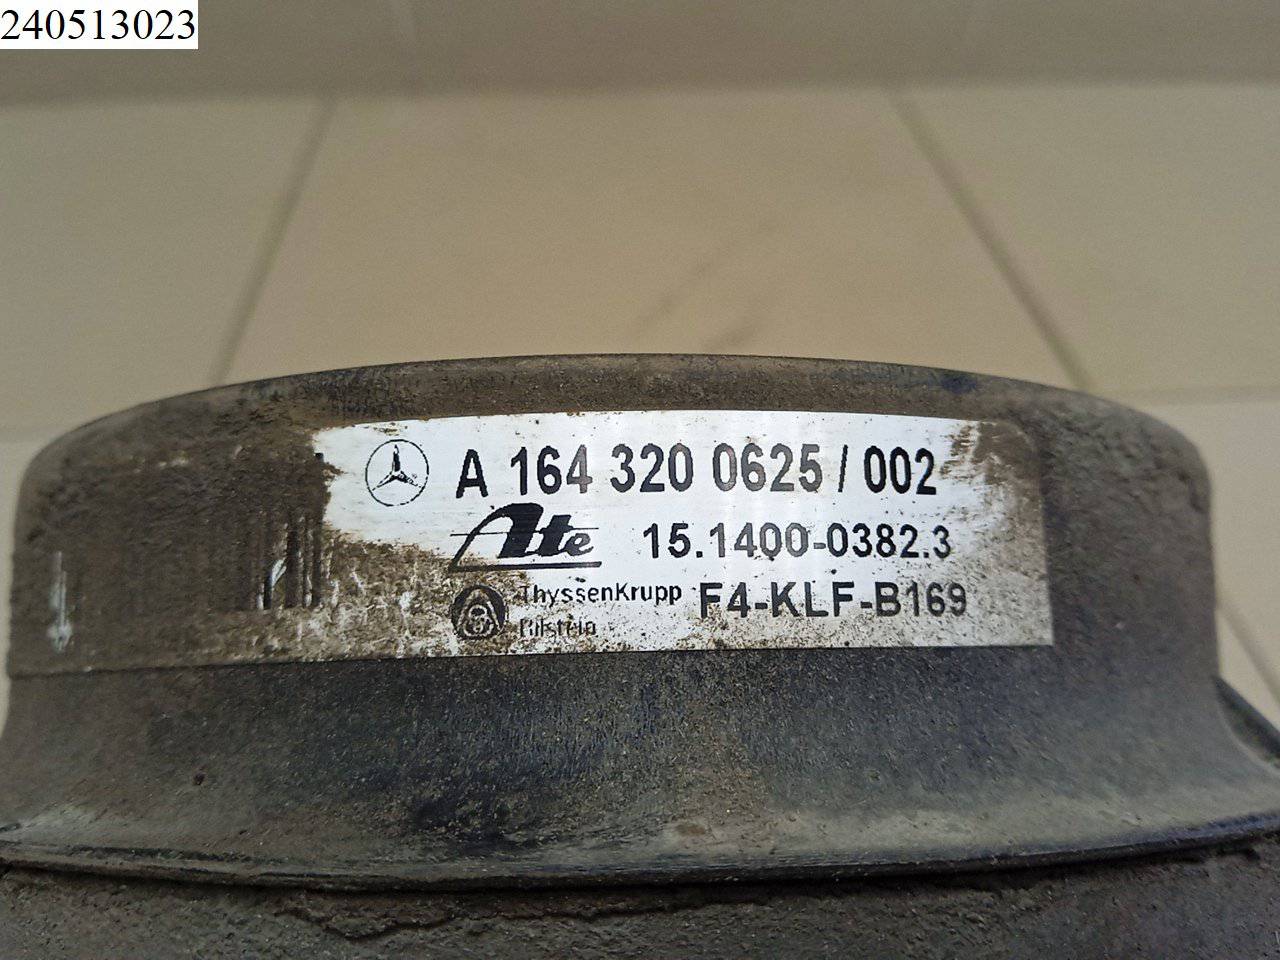 240513023
A 164 320 0625 / 002
Ate 15.1400-0382.3
ThyssenKrupp F4-KLF-B169
Bilstein